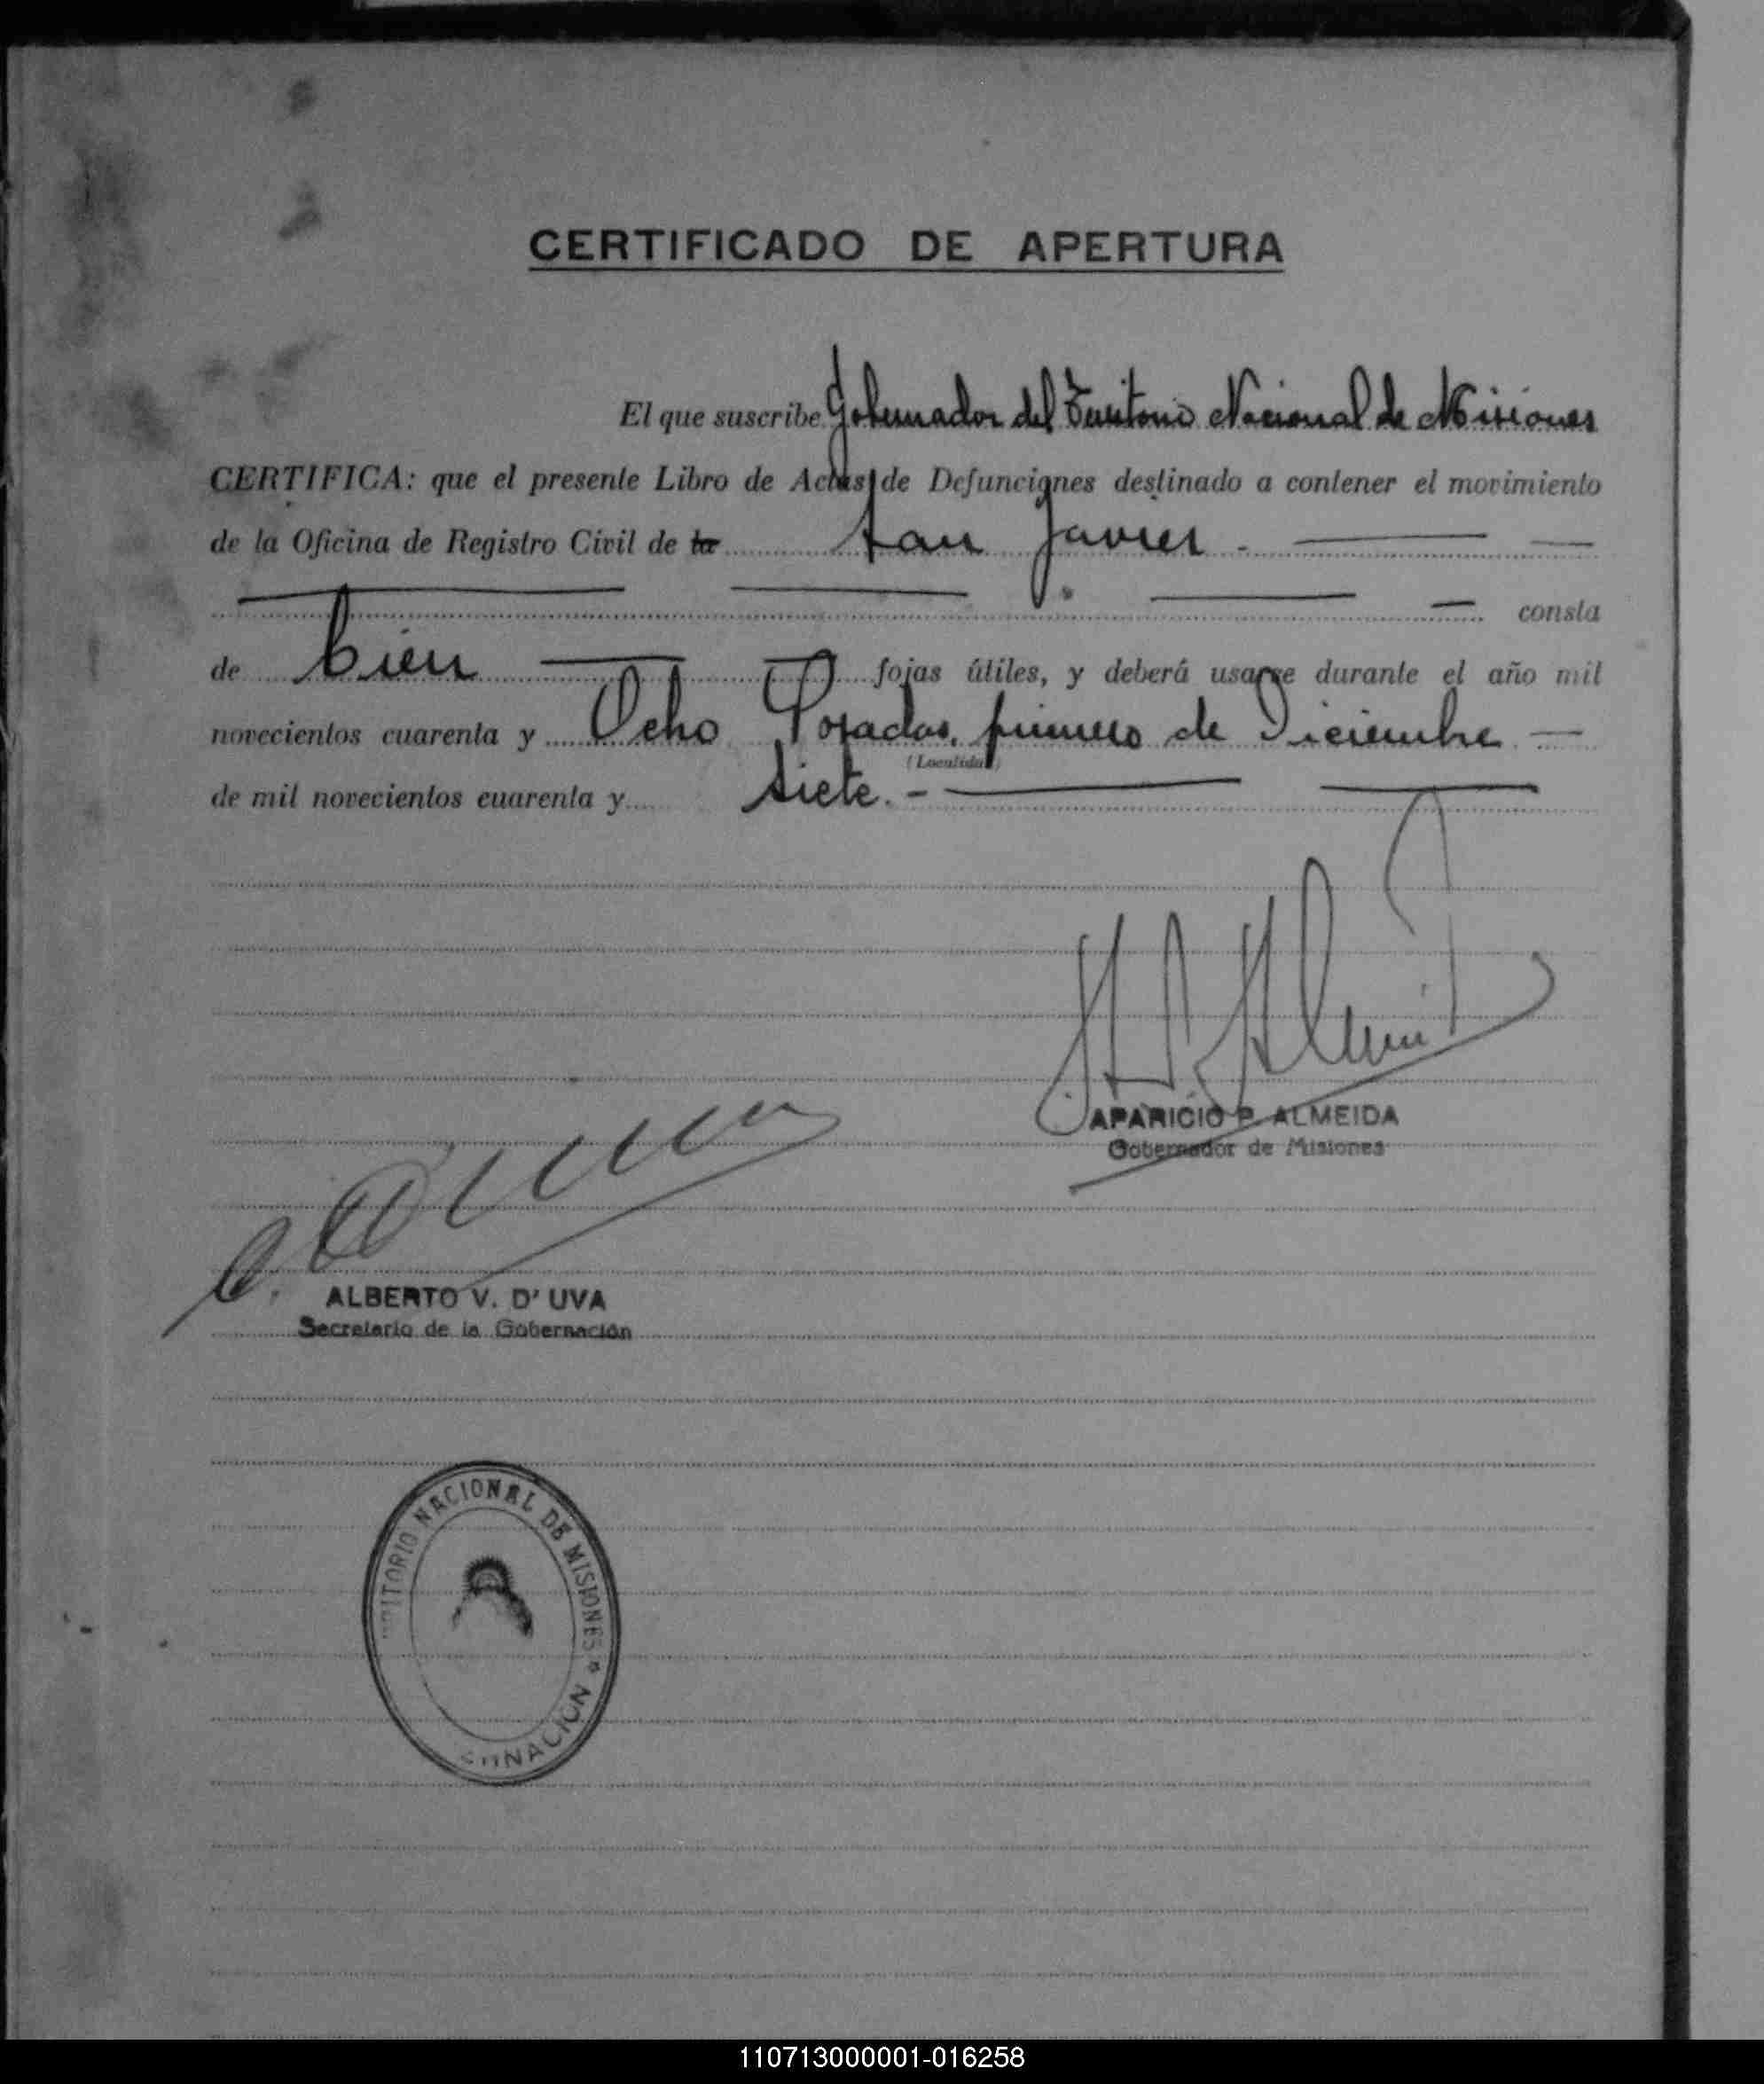 CERTIFICADO DE APERTURA
El que suscribe Gobernador del Territorio Nacional de Misiones
CERTIFICA: que el presente Libro de Actas de Defunciones destinado a contener el movimiento
de la Oficina de Registro Civil de la San Javier. -
consta
de Cien fojas útiles, y deberá usarse durante el año mil
novecientos cuarenta y Ocho Posadas, primero de Diciembre
(Localidad)
de mil novecientos cuarenta y Siete. -
APARICIO P. ALMEIDA
Gobernador de Misiones
ALBERTO V. D' UVA
Secretario de la Gobernación
RITORIO NACIONAL DE MISIONES *
RNACION
110713000001-016258